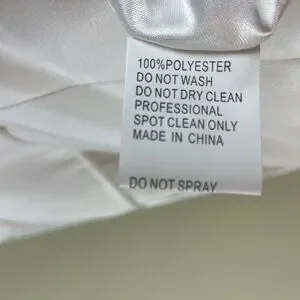 100%POLYESTER
DO NOT WASH
DO NOT DRY CLEAN
PROFESSIONAL
SPOT CLEAN ONLY
MADE IN CHINA
DO NOT SPRAY